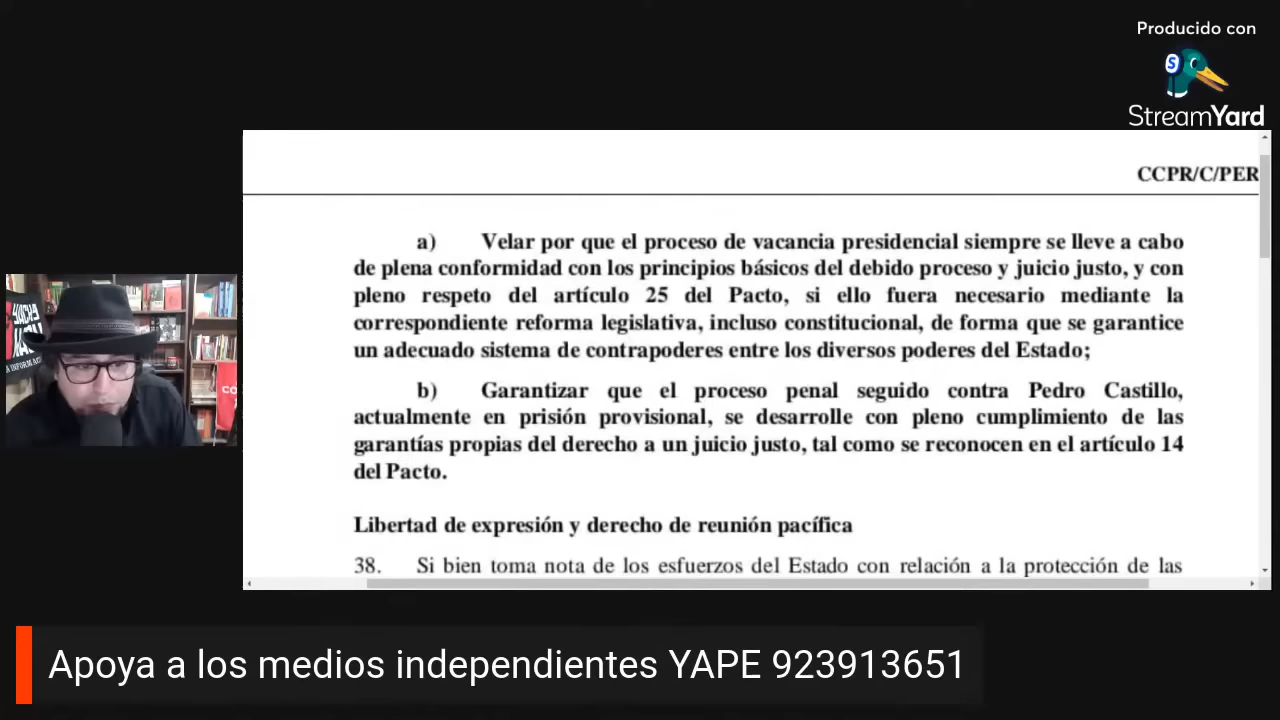 Producido con
StreamYard
CCPR/C/PER
a) Velar por que el proceso de vacancia presidencial siempre se lleve a cabo
de plena conformidad con los principios básicos del debido proceso y juicio justo, y con
pleno respeto del artículo 25 del Pacto, si ello fuera necesario mediante la
correspondiente reforma legislativa, incluso constitucional, de forma que se garantice
un adecuado sistema de contrapoderes entre los diversos poderes del Estado;
b) Garantizar que el proceso penal seguido contra Pedro Castillo,
actualmente en prisión provisional, se desarrolle con pleno cumplimiento de las
garantías propias del derecho a un juicio justo, tal como se reconocen en el artículo 14
del Pacto.
Libertad de expresión y derecho de reunión pacífica
38. Si bien toma nota de los esfuerzos del Estado con relación a la protección de las
Apoya a los medios independientes YAPE 923913651